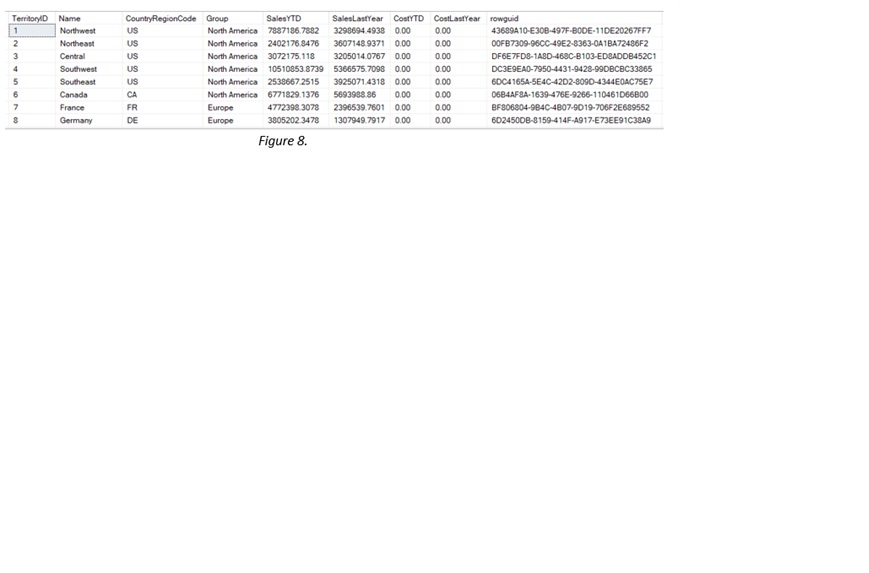 TerritoryID Name CountryRegionCode Group SalesYTD SalesLastYear CostYTD CostLastYear rowguid
1 Northwest US North America 7887186.7882 3298694.4938 0.00 0.00 43689A10-E30B-497F-B0DE-11DE20267FF7
2 Northeast US North America 2402176.8476 3607148.9371 0.00 0.00 00FB7309-96CC-49E2-8363-0A1BA72486F2
3 Central US North America 3072175.118 3205014.0767 0.00 0.00 DF6E7FD8-1A8D-468C-B103-ED8ADDB452C1
4 Southwest US North America 10510853.8739 5366575.7098 0.00 0.00 DC3E9EA0-7950-4431-9428-99DBCBC33865
5 Southeast US North America 2538667.2515 3925071.4318 0.00 0.00 6DC4165A-5E4C-42D2-809D-4344E0AC75E7
6 Canada CA North America 6771829.1376 5693988.86 0.00 0.00 06B4AF8A-1639-476E-9266-110461D66B00
7 France FR Europe 4772398.3078 2396539.7601 0.00 0.00 BF806804-9B4C-4B07-9D19-706F2E689552
8 Germany DE Europe 3805202.3478 1307949.7917 0.00 0.00 6D2450DB-8159-414F-A917-E73EE91C38A9
Figure 8.